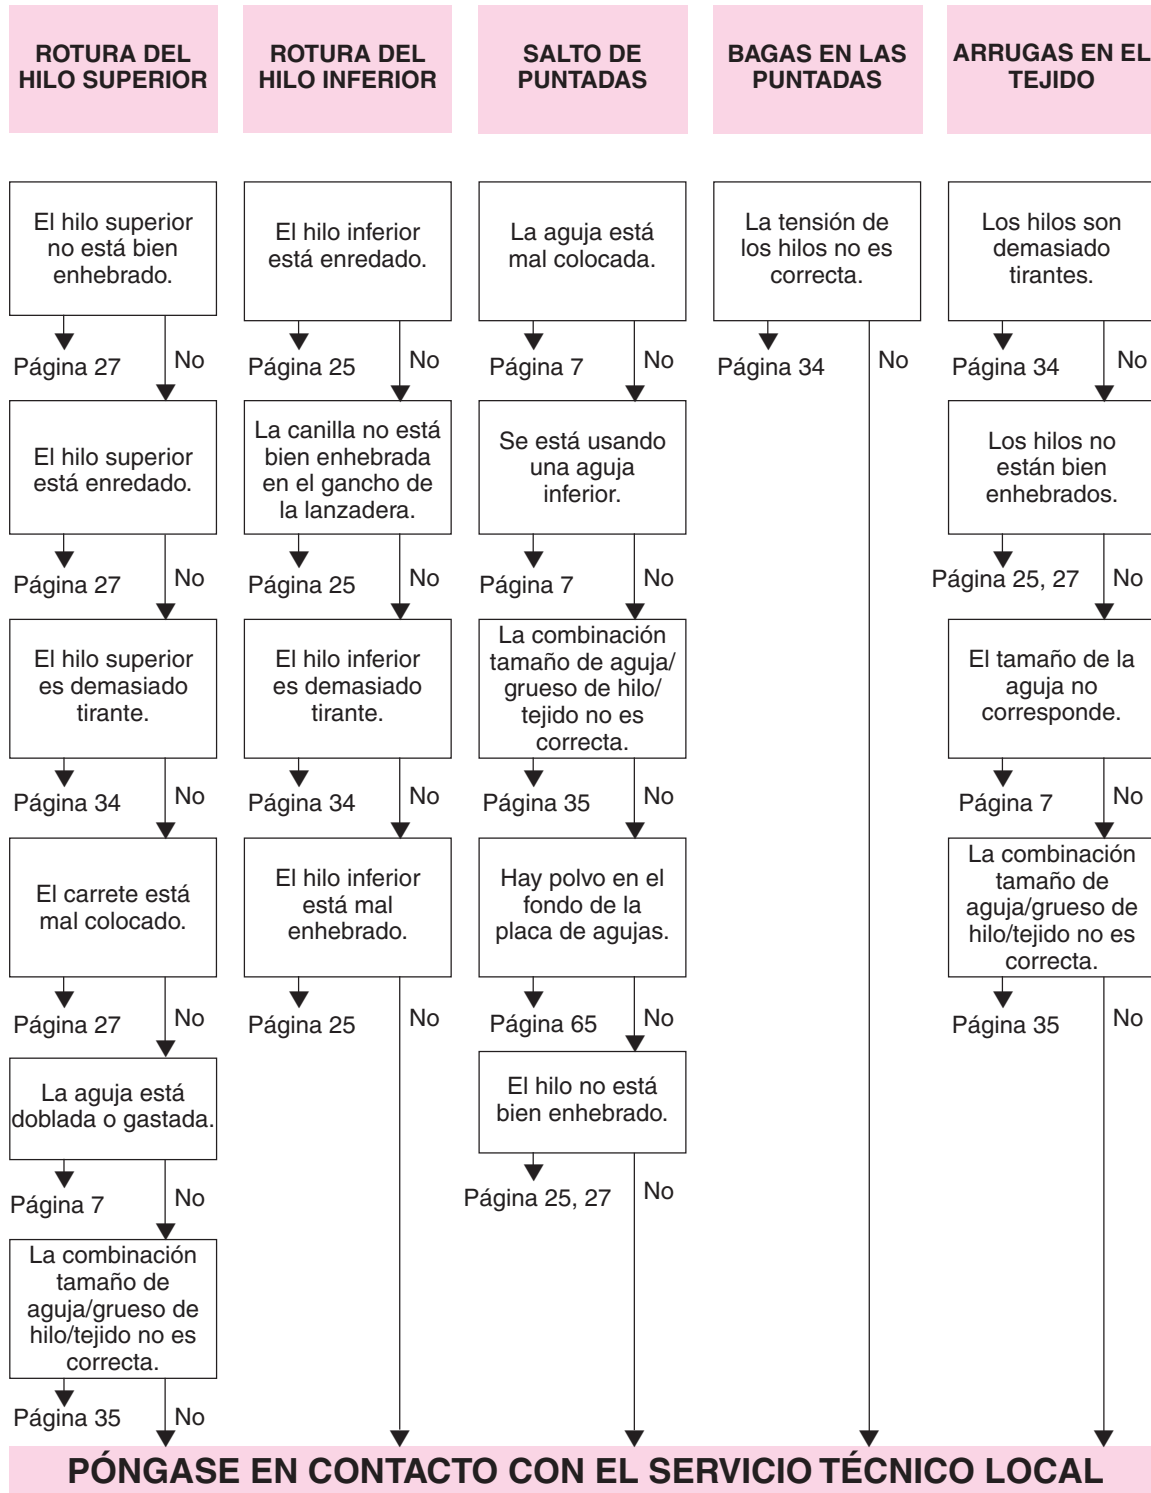 ROTURA DEL
HILO SUPERIOR
El hilo superior
no está bien
enhebrado.
Página 27
No
El hilo superior
está enredado.
Página 27
No
El hilo superior
es demasiado
tirante.
Página 34
No
El carrete está
mal colocado.
Página 27
No
La aguja está
doblada o gastada.
Página 7
No
La combinación
tamaño de
aguja/grueso de
hilo/tejido no es
correcta.
Página 35
No
ROTURA DEL
HILO INFERIOR
El hilo inferior
está enredado.
Página 25
No
La canilla no está
bien enhebrada
en el gancho de
la lanzadera.
Página 25
No
El hilo inferior
es demasiado
tirante.
Página 34
No
El hilo inferior
está mal
enhebrado.
Página 25
No
SALTO DE
PUNTADAS
La aguja está
mal colocada.
Página 7
No
Se está usando
una aguja
inferior.
Página 7
No
La combinación
tamaño de aguja/
grueso de hilo/
tejido no es
correcta.
Página 35
No
Hay polvo en el
fondo de la
placa de agujas.
Página 65
No
El hilo no está
bien enhebrado.
Página 25, 27
No
BAGAS EN LAS
PUNTADAS
La tensión de
los hilos no es
correcta.
Página 34
No
ARRUGAS EN EL
TEJIDO
Los hilos son
demasiado
tirantes.
Página 34
No
Los hilos no
están bien
enhebrados.
Página 25, 27
No
El tamaño de la
aguja no
corresponde.
Página 7
No
La combinación
tamaño de
aguja/grueso de
hilo/tejido no es
correcta.
Página 35
No
PÓNGASE EN CONTACTO CON EL SERVICIO TÉCNICO LOCAL